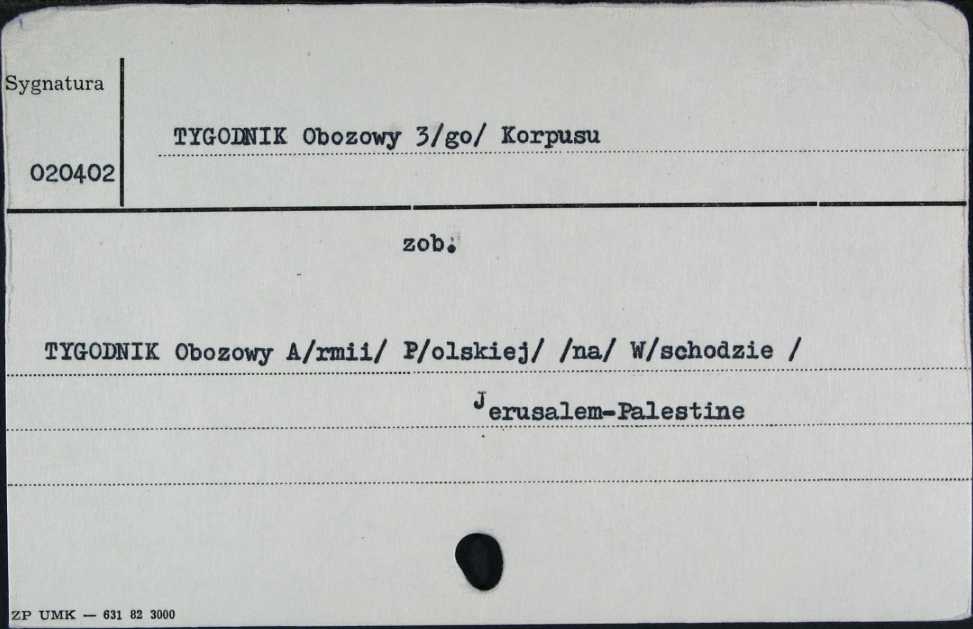 Sygnatura
TYGODNIK Obozowy 3/go/ Korpusu
020402
zob.
TYGODNIK Obozowy A/rmii/ P/olskiej/ /na/ W/schodzie /
Jerusalem-Palestine
ZP UMK — 631 82 3000